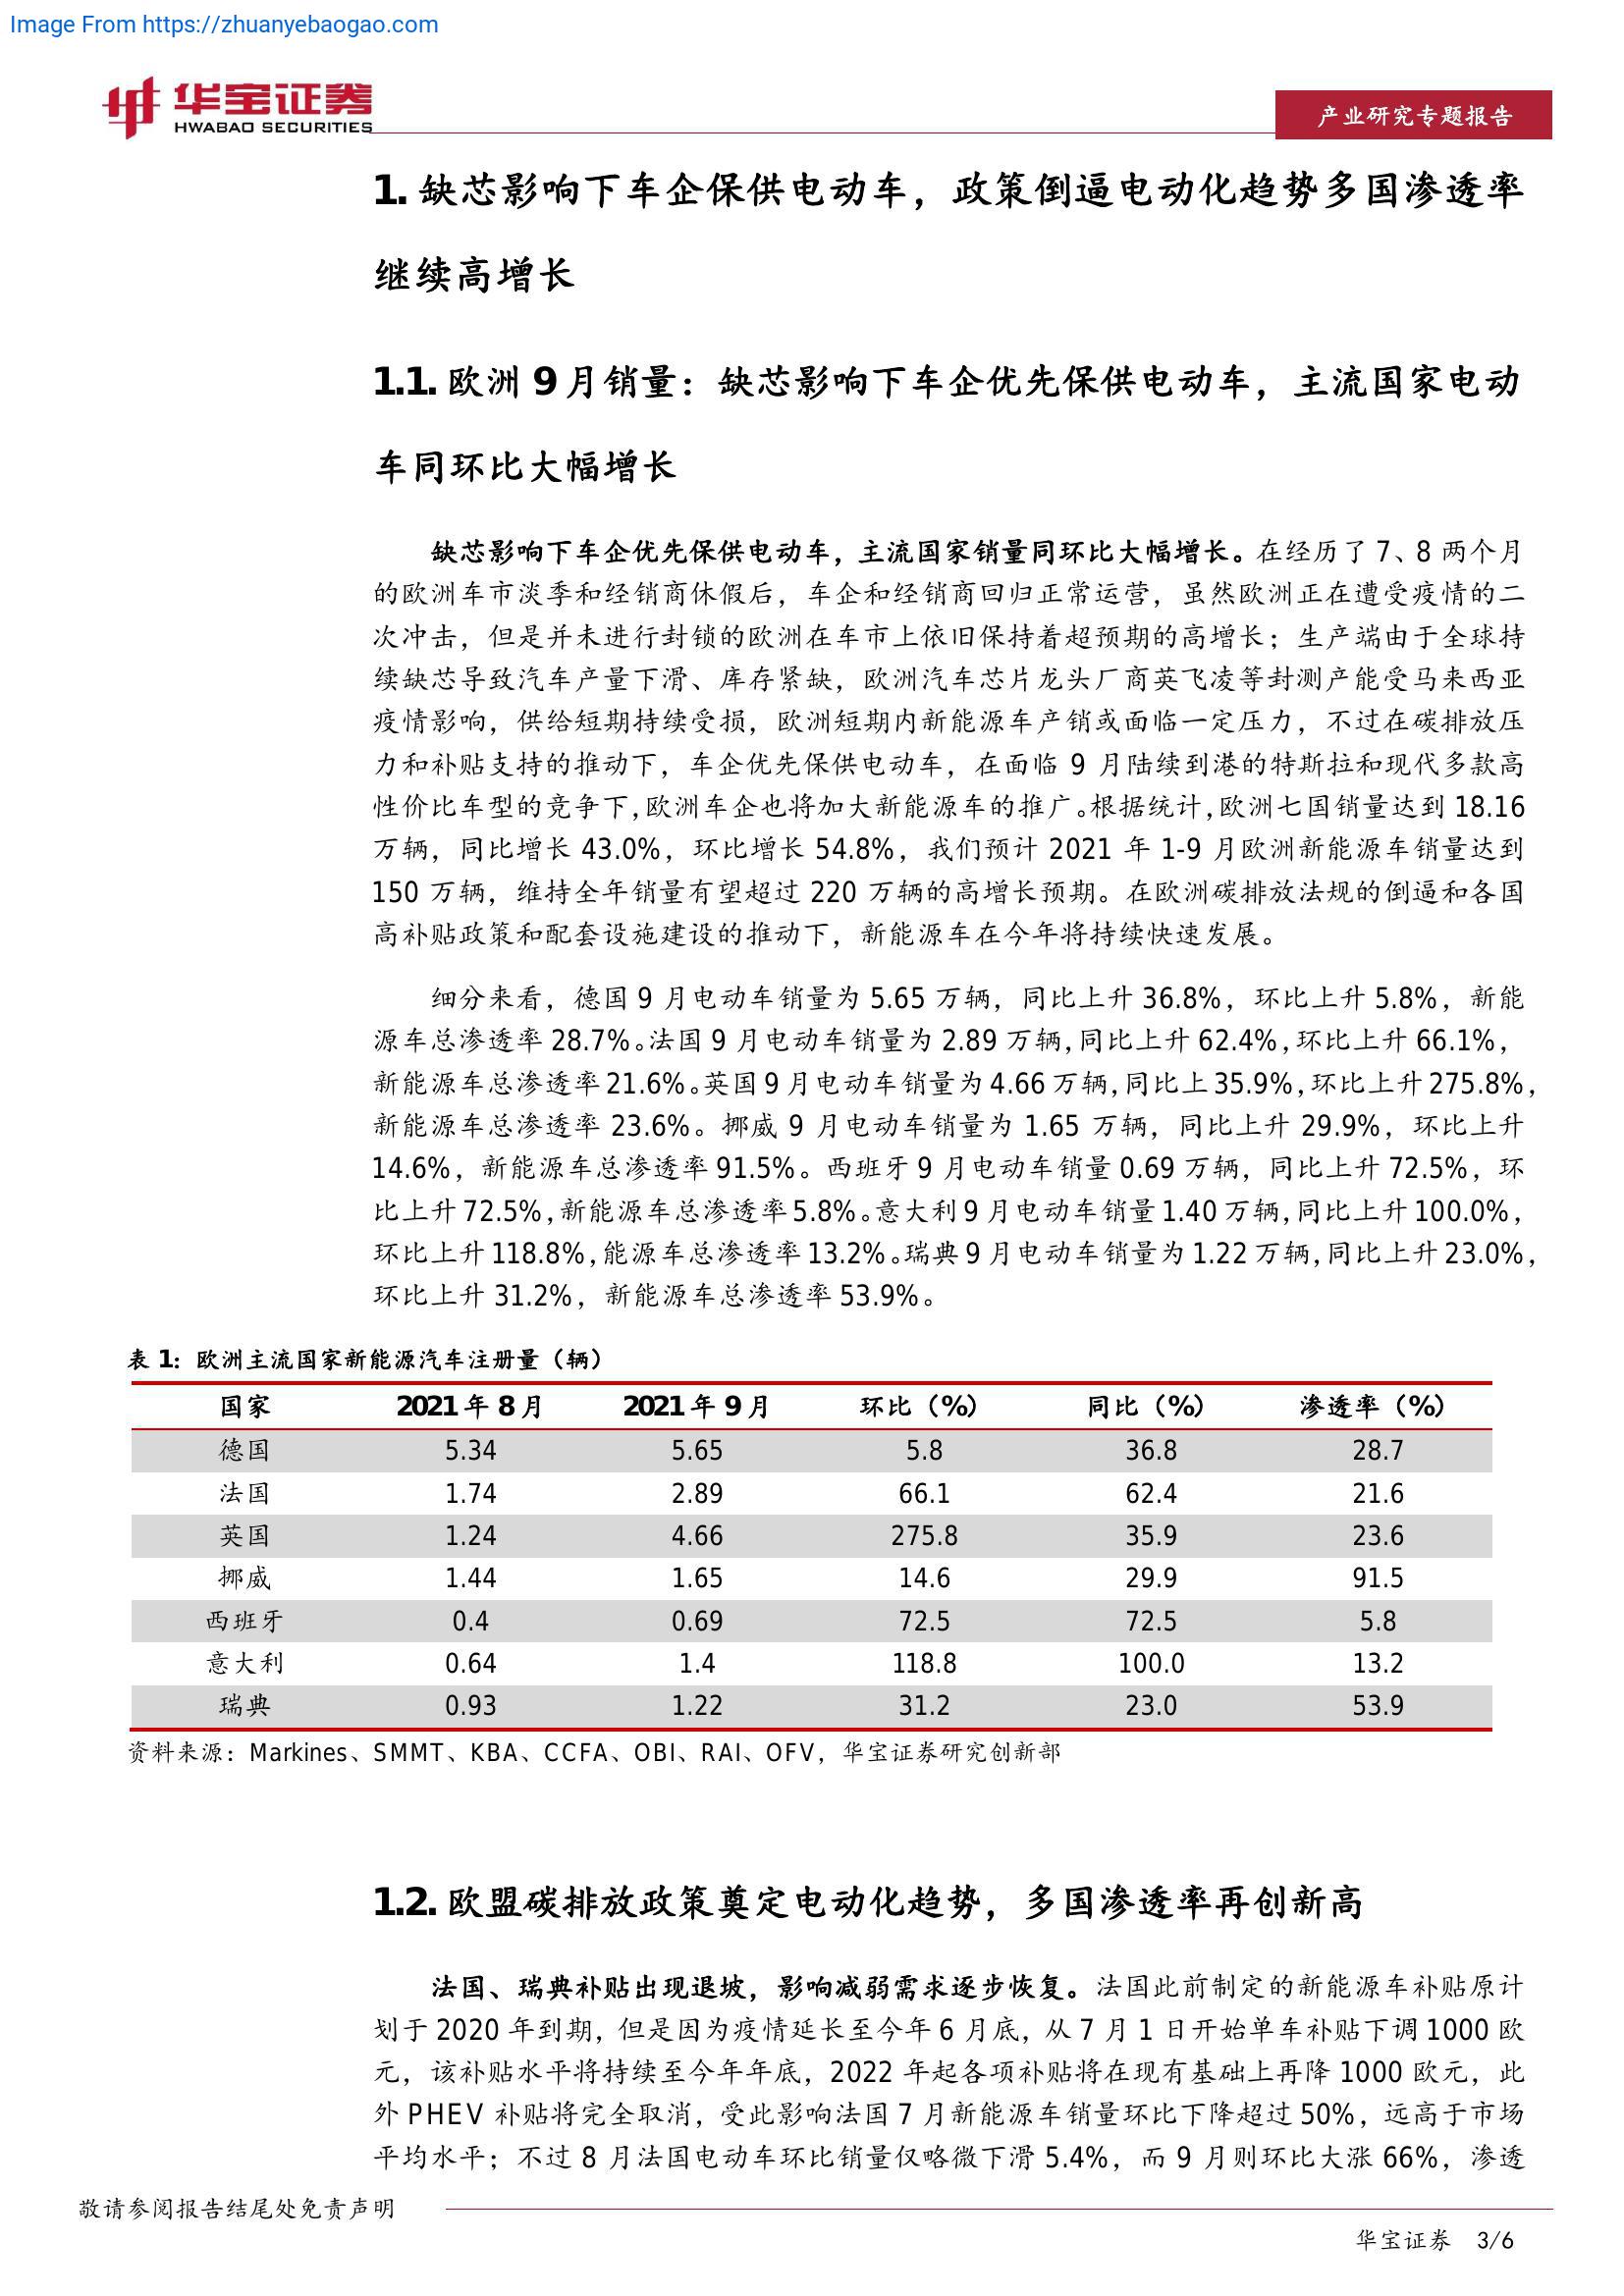 Image From https://zhuanyebaogao.com
华宝证券
HWABAO SECURITIES
产业研究专题报告
1. 缺芯影响下车企保供电动车，政策倒逼电动化趋势多国渗透率
继续高增长
1.1. 欧洲 9 月销量：缺芯影响下车企优先保供电动车，主流国家电动
车同环比大幅增长
缺芯影响下车企优先保供电动车，主流国家销量同环比大幅增长。在经历了 7、8 两个月
的欧洲车市淡季和经销商休假后，车企和经销商回归正常运营，虽然欧洲正在遭受疫情的二
次冲击，但是并未进行封锁的欧洲在车市上依旧保持着超预期的高增长；生产端由于全球持
续缺芯导致汽车产量下滑、库存紧缺，欧洲汽车芯片龙头厂商英飞凌等封测产能受马来西亚
疫情影响，供给短期持续受损，欧洲短期内新能源车产销或面临一定压力，不过在碳排放压
力和补贴支持的推动下，车企优先保供电动车，在面临 9 月陆续到港的特斯拉和现代多款高
性价比车型的竞争下，欧洲车企也将加大新能源车的推广。根据统计，欧洲七国销量达到 18.16
万辆，同比增长 43.0%，环比增长 54.8%，我们预计 2021 年 1-9 月欧洲新能源车销量达到
150 万辆，维持全年销量有望超过 220 万辆的高增长预期。在欧洲碳排放法规的倒逼和各国
高补贴政策和配套设施建设的推动下，新能源车在今年将持续快速发展。
细分来看，德国 9 月电动车销量为 5.65 万辆，同比上升 36.8%，环比上升 5.8%，新能
源车总渗透率 28.7%。法国 9 月电动车销量为 2.89 万辆，同比上升 62.4%，环比上升 66.1%，
新能源车总渗透率 21.6%。英国 9 月电动车销量为 4.66 万辆，同比上 35.9%，环比上升 275.8%，
新能源车总渗透率 23.6%。挪威 9 月电动车销量为 1.65 万辆，同比上升 29.9%，环比上升
14.6%，新能源车总渗透率 91.5%。西班牙 9 月电动车销量 0.69 万辆，同比上升 72.5%，环
比上升 72.5%，新能源车总渗透率 5.8%。意大利 9 月电动车销量 1.40 万辆，同比上升 100.0%，
环比上升 118.8%，能源车总渗透率 13.2%。瑞典 9 月电动车销量为 1.22 万辆，同比上升 23.0%，
环比上升 31.2%，新能源车总渗透率 53.9%。
表 1：欧洲主流国家新能源汽车注册量（辆）
国家 2021 年 8 月 2021 年 9 月 环比（%） 同比（%） 渗透率（%）
德国 5.34 5.65 5.8 36.8 28.7
法国 1.74 2.89 66.1 62.4 21.6
英国 1.24 4.66 275.8 35.9 23.6
挪威 1.44 1.65 14.6 29.9 91.5
西班牙 0.4 0.69 72.5 72.5 5.8
意大利 0.64 1.4 118.8 100.0 13.2
瑞典 0.93 1.22 31.2 23.0 53.9
资料来源：Markines、SMMT、KBA、CCFA、OBI、RAI、OFV，华宝证券研究创新部
1.2. 欧盟碳排放政策奠定电动化趋势，多国渗透率再创新高
法国、瑞典补贴出现退坡，影响减弱需求逐步恢复。法国此前制定的新能源车补贴原计
划于 2020 年到期，但是因为疫情延长至今年 6 月底，从 7 月 1 日开始单车补贴下调 1000 欧
元，该补贴水平将持续至今年年底，2022 年起各项补贴将在现有基础上再降 1000 欧元，此
外 PHEV 补贴将完全取消，受此影响法国 7 月新能源车销量环比下降超过 50%，远高于市场
平均水平；不过 8 月法国电动车环比销量仅略微下滑 5.4%，而 9 月则环比大涨 66%，渗透
敬请参阅报告结尾处免责声明
华宝证券 3/6